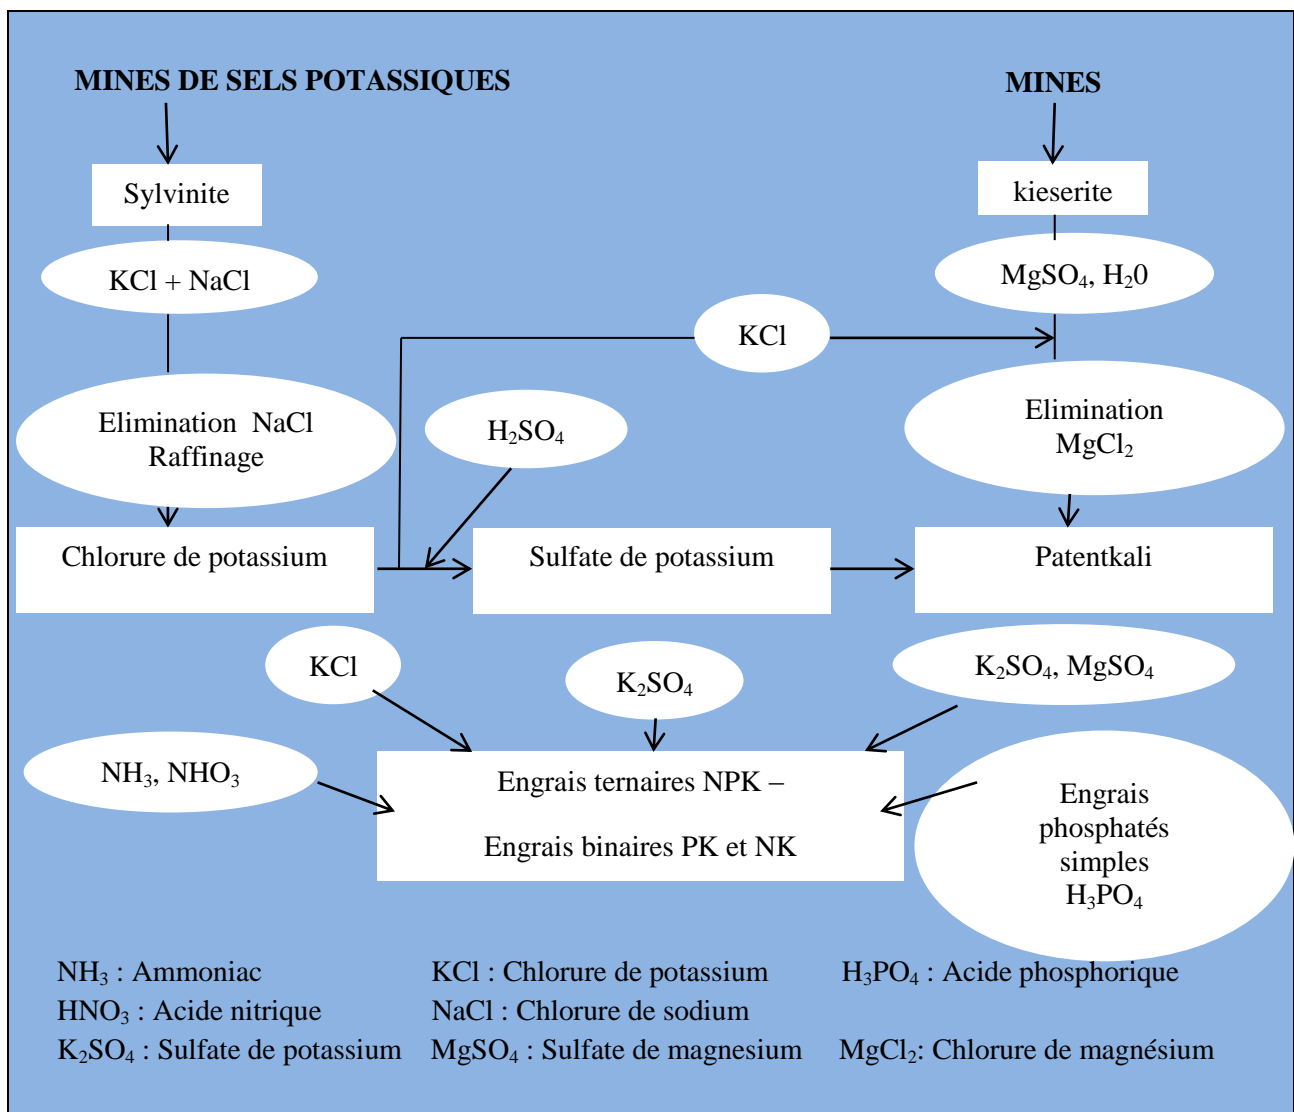 MINES DE SELS POTASSIQUES
MINES
Sylvinite
kieserite
KCl + NaCl
MgSO₄, H₂0
KCl
Elimination NaCl
Raffinage
H₂SO₄
Elimination
MgCl₂
Chlorure de potassium
Sulfate de potassium
Patentkali
KCl
K₂SO₄
K₂SO₄, MgSO₄
NH₃, NHO₃
Engrais ternaires NPK –
Engrais binaires PK et NK
Engrais
phosphatés
simples
H₃PO₄
NH₃ : Ammoniac
KCl : Chlorure de potassium
H₃PO₄ : Acide phosphorique
HNO₃ : Acide nitrique
NaCl : Chlorure de sodium
K₂SO₄ : Sulfate de potassium
MgSO₄ : Sulfate de magnesium
MgCl₂: Chlorure de magnésium